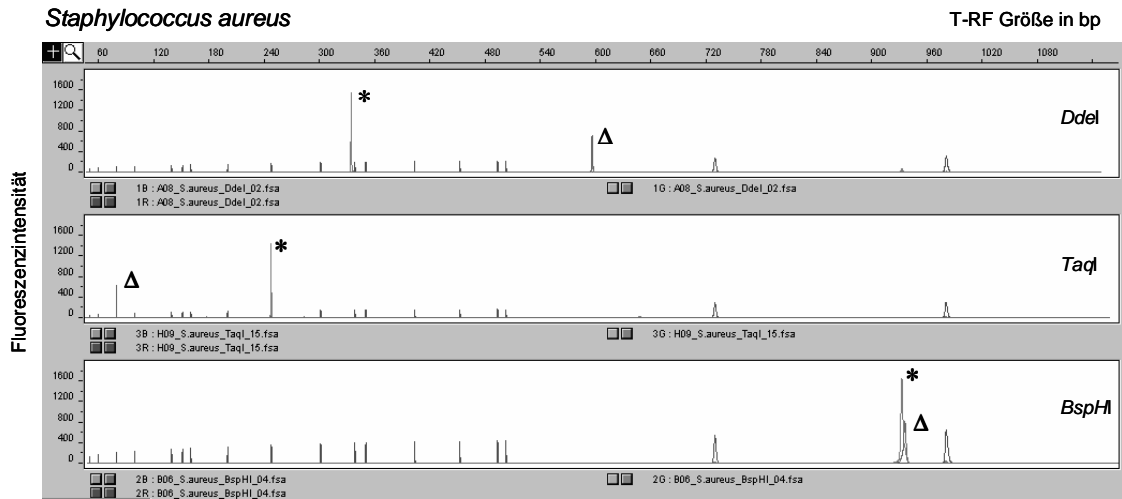 Staphylococcus aureus
T-RF Größe in bp
60 120 180 240 300 360 420 480 540 600 660 720 780 840 900 960 1020 1080
Fluoreszenzintensität
1600
1200
800
400
0
*
Δ
DdeI
1B : A08_S.aureus_DdeI_02.fsa
1G : A08_S.aureus_DdeI_02.fsa
1R : A08_S.aureus_DdeI_02.fsa
1600
1200
800
400
0
Δ
*
TaqI
3B : H09_S.aureus_TaqI_15.fsa
3G : H09_S.aureus_TaqI_15.fsa
3R : H09_S.aureus_TaqI_15.fsa
1600
1200
800
400
0
*
Δ
BspHI
2B : B06_S.aureus_BspHI_04.fsa
2G : B06_S.aureus_BspHI_04.fsa
2R : B06_S.aureus_BspHI_04.fsa